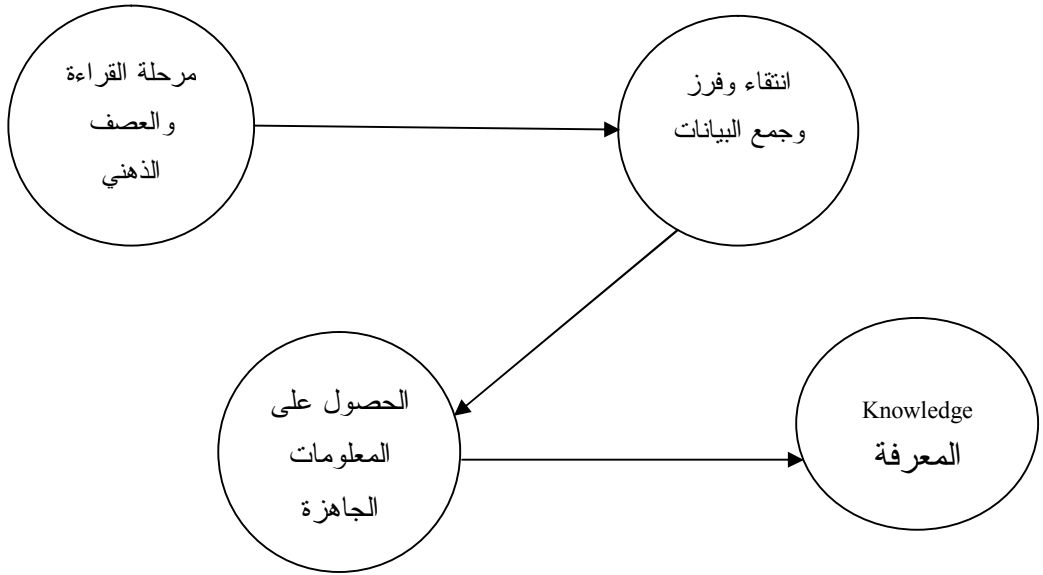 مرحلة القراءة
والعصف
الذهني
انتقاء وفرز
وجمع البيانات
الحصول على
المعلومات
الجاهزة
Knowledge
المعرفة